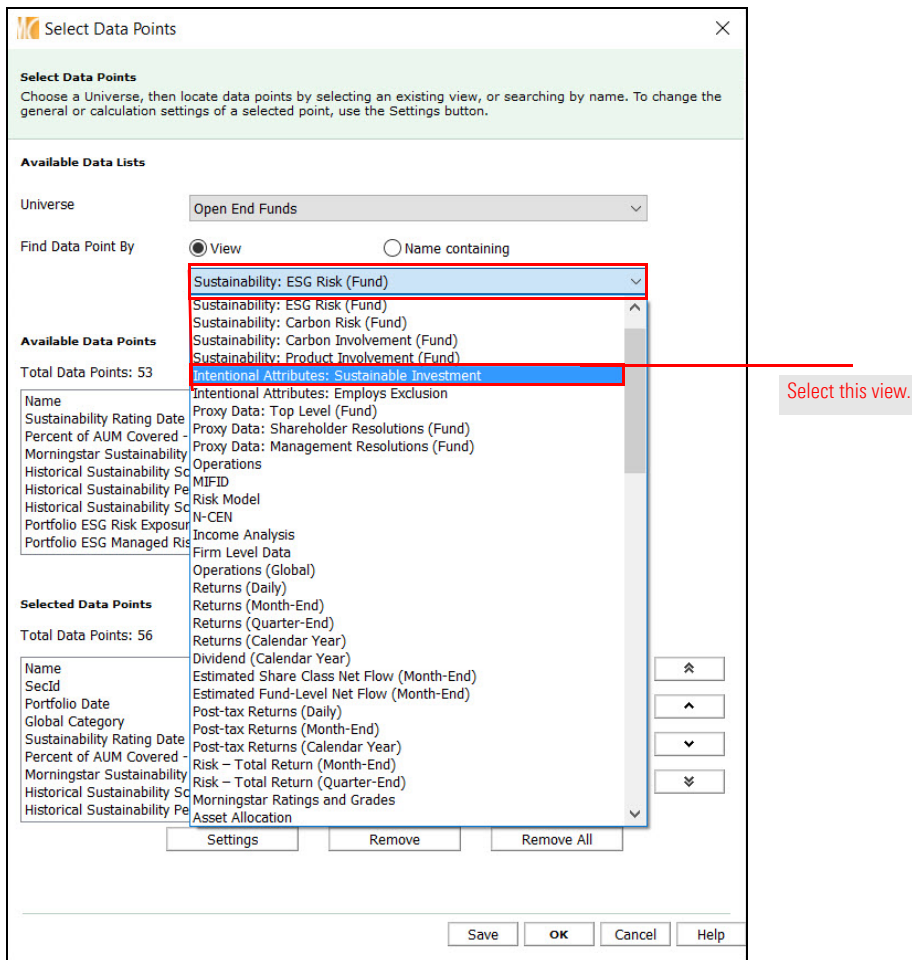 Select Data Points
Select Data Points
Choose a Universe, then locate data points by selecting an existing view, or searching by name. To change the
general or calculation settings of a selected point, use the Settings button.
Available Data Lists
Universe
Open End Funds
Find Data Point By
View
Name containing
Sustainability: ESG Risk (Fund)
Sustainability: ESG Risk (Fund)
Sustainability: Carbon Risk (Fund)
Sustainability: Carbon Involvement (Fund)
Sustainability: Product Involvement (Fund)
Intentional Attributes: Sustainable Investment
Intentional Attributes: Employs Exclusion
Proxy Data: Top Level (Fund)
Proxy Data: Shareholder Resolutions (Fund)
Proxy Data: Management Resolutions (Fund)
Operations
MIFID
Risk Model
N-CEN
Income Analysis
Firm Level Data
Operations (Global)
Returns (Daily)
Returns (Month-End)
Returns (Quarter-End)
Returns (Calendar Year)
Dividend (Calendar Year)
Estimated Share Class Net Flow (Month-End)
Estimated Fund-Level Net Flow (Month-End)
Post-tax Returns (Daily)
Post-tax Returns (Month-End)
Post-tax Returns (Calendar Year)
Risk – Total Return (Month-End)
Risk – Total Return (Quarter-End)
Morningstar Ratings and Grades
Asset Allocation
Select this view.
Available Data Points
Total Data Points: 53
Name
Sustainability Rating Date
Percent of AUM Covered -
Morningstar Sustainability
Historical Sustainability Sc
Historical Sustainability Pe
Historical Sustainability Sc
Portfolio ESG Risk Exposur
Portfolio ESG Managed Ris
Selected Data Points
Total Data Points: 56
Name
SecId
Portfolio Date
Global Category
Sustainability Rating Date
Percent of AUM Covered -
Morningstar Sustainability
Historical Sustainability Sc
Historical Sustainability Pe
Settings
Remove
Remove All
Save
OK
Cancel
Help